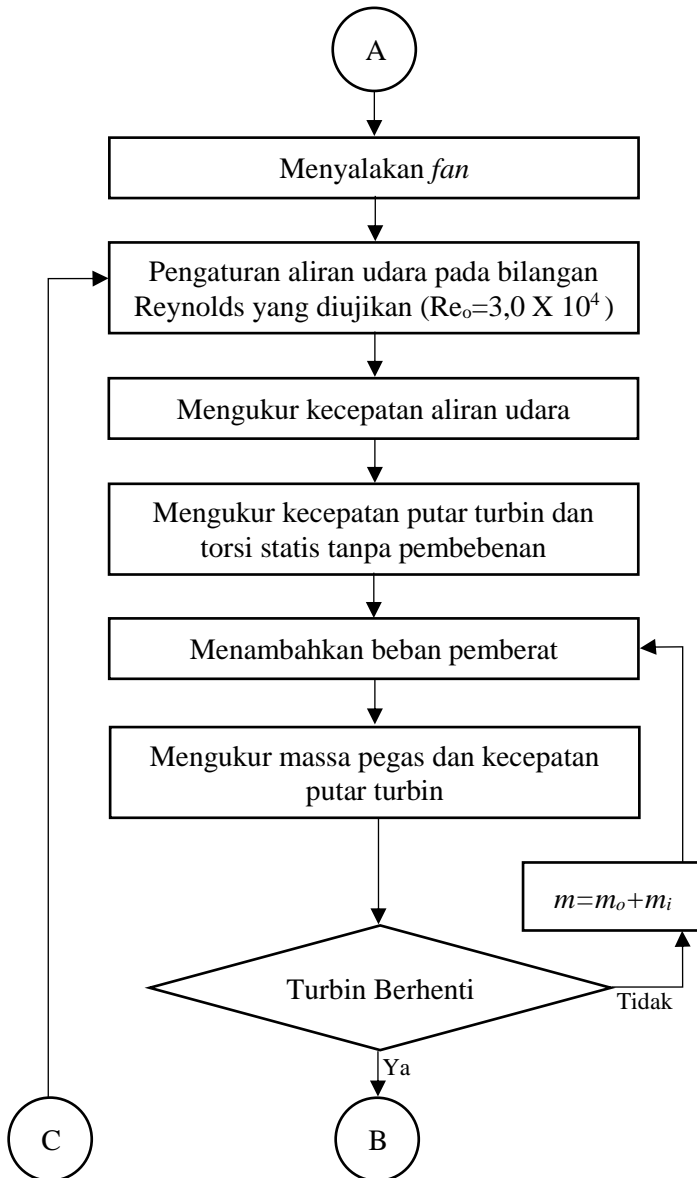 A
Menyalakan fan
Pengaturan aliran udara pada bilangan
Reynolds yang diujikan (Reₒ=3,0 X 10⁴ )
Mengukur kecepatan aliran udara
Mengukur kecepatan putar turbin dan
torsi statis tanpa pembebenan
Menambahkan beban pemberat
Mengukur massa pegas dan kecepatan
putar turbin
m=mₒ+mᵢ
Turbin Berhenti
Tidak
Ya
C
B